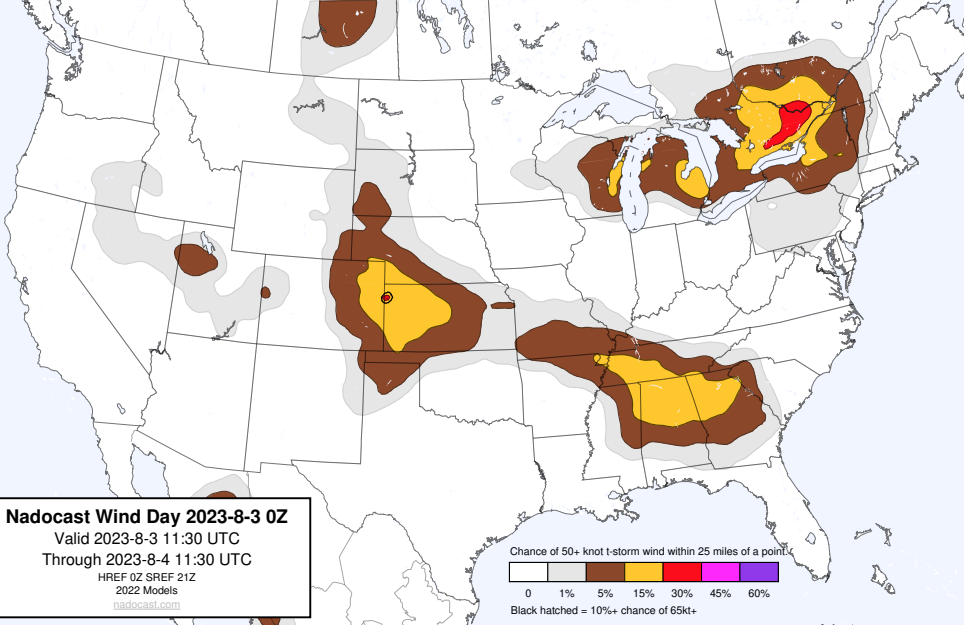 Nadocast Wind Day 2023-8-3 0Z
Valid 2023-8-3 11:30 UTC
Through 2023-8-4 11:30 UTC
HREF 0Z SREF 21Z
2022 Models
nadocast.com
Chance of 50+ knot t-storm wind within 25 miles of a point.
0 1% 5% 15% 30% 45% 60%
Black hatched = 10%+ chance of 65kt+